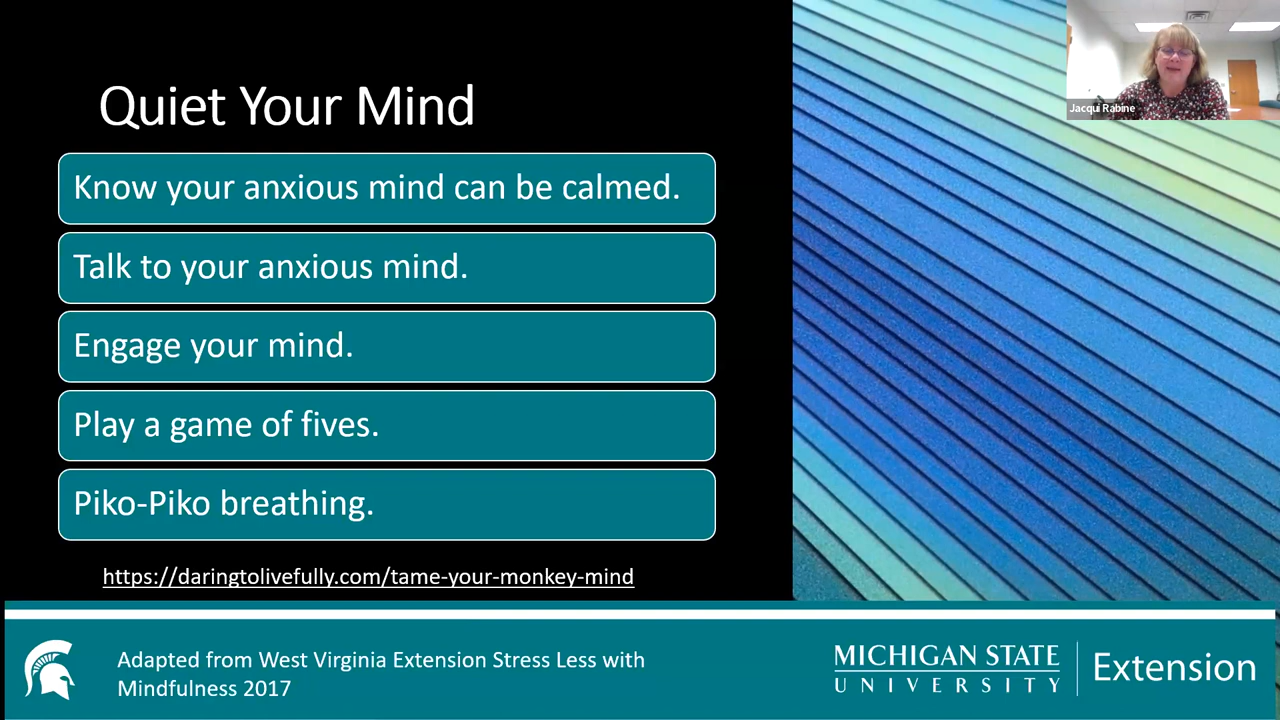 Quiet Your Mind
Know your anxious mind can be calmed.
Talk to your anxious mind.
Engage your mind.
Play a game of fives.
Piko-Piko breathing.
https://daringtolivefully.com/tame-your-monkey-mind
Adapted from West Virginia Extension Stress Less with
Mindfulness 2017
MICHIGAN STATE
UNIVERSITY
Extension
Jacqui Rabine